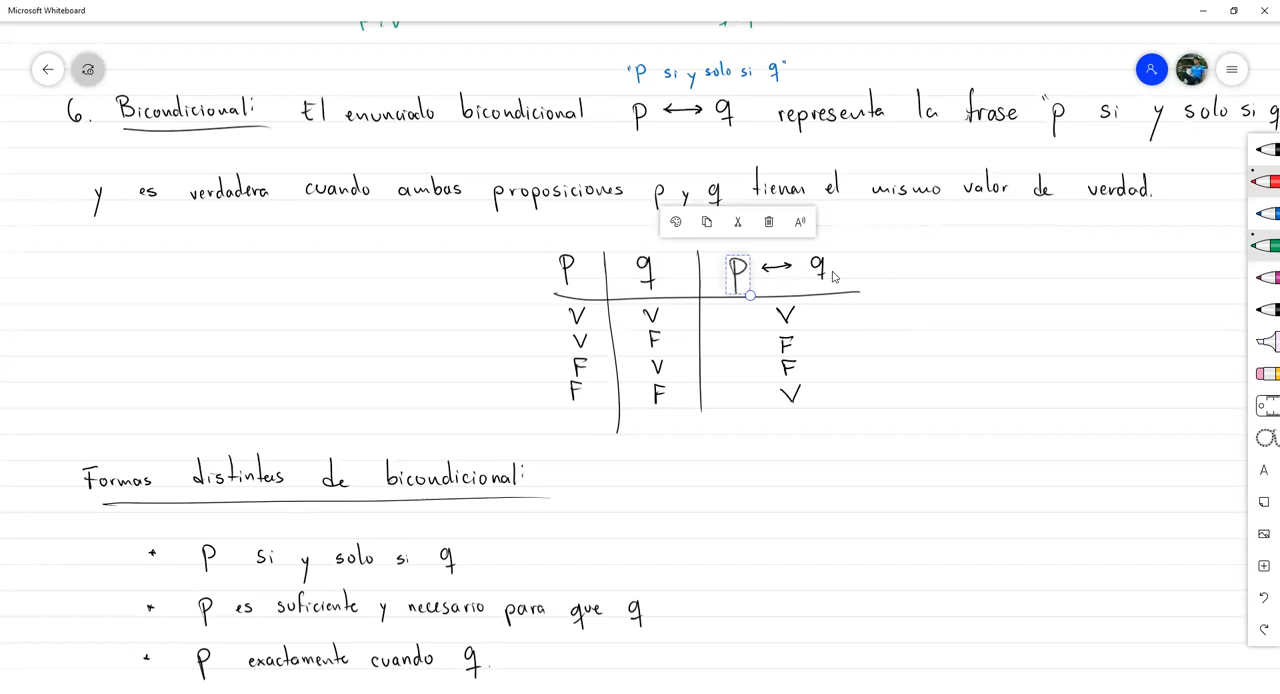 Microsoft Whiteboard
"p si y solo si q"
6. Bicondicional: El enunciado bicondicional p ↔ q representa la frase "p si y solo si q
y es verdadera cuando ambas proposiciones p y q tienen el mismo valor de verdad.
p q p ↔ q
V V V
V F F
F V F
F F V
Formas distintas de bicondicional:
* p si y solo si q
* p es suficiente y necesario para que q
* p exactamente cuando q.